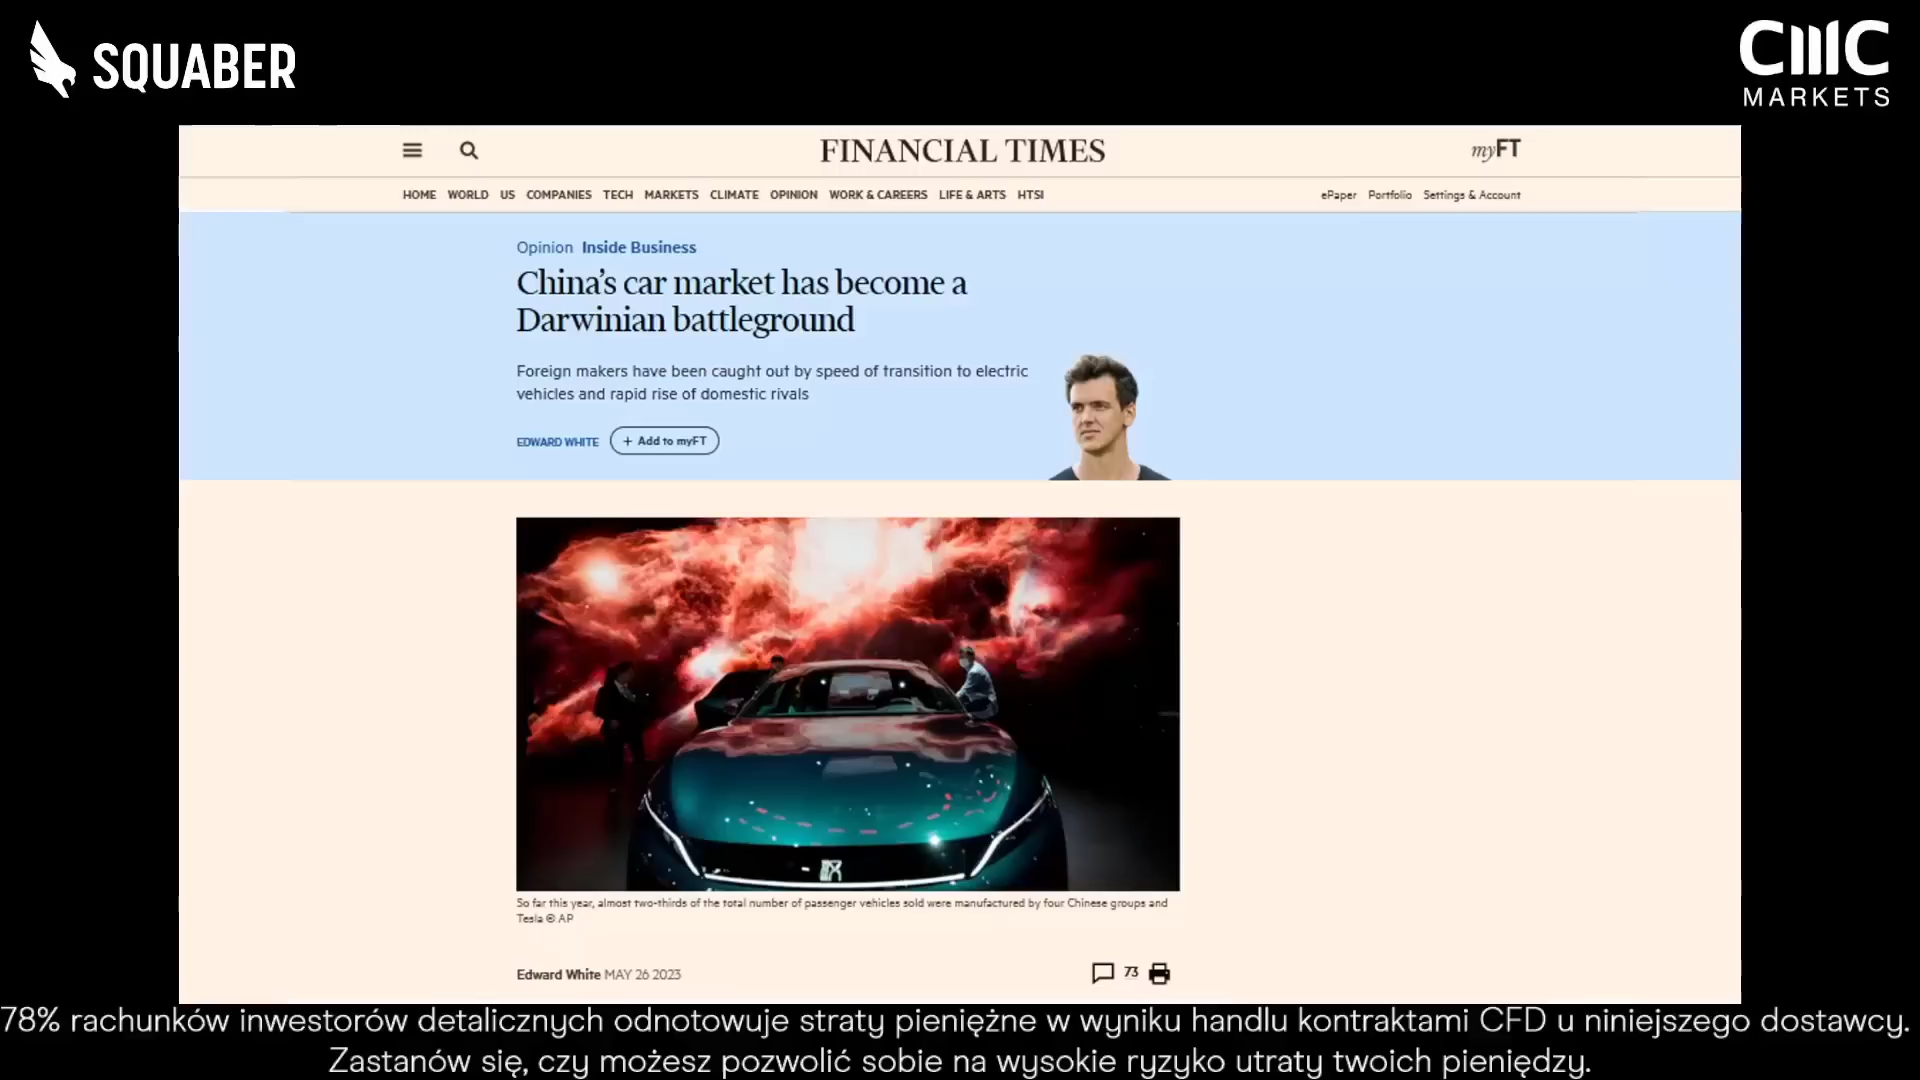 SQUABER
CMC
MARKETS
FINANCIAL TIMES
myFT
HOME WORLD US COMPANIES TECH MARKETS CLIMATE OPINION WORK & CAREERS LIFE & ARTS HTSI
ePaper Portfolio Settings & Account
Opinion Inside Business
China's car market has become a
Darwinian battleground
Foreign makers have been caught out by speed of transition to electric
vehicles and rapid rise of domestic rivals
EDWARD WHITE
+ Add to myFT
So far this year, almost two-thirds of the total number of passenger vehicles sold were manufactured by four Chinese groups and
Tesla © AP
Edward White MAY 26 2023
73
78% rachunków inwestorów detalicznych odnotowuje straty pieniężne w wyniku handlu kontraktami CFD u niniejszego dostawcy.
Zastanów się, czy możesz pozwolić sobie na wysokie ryzyko utraty twoich pieniędzy.